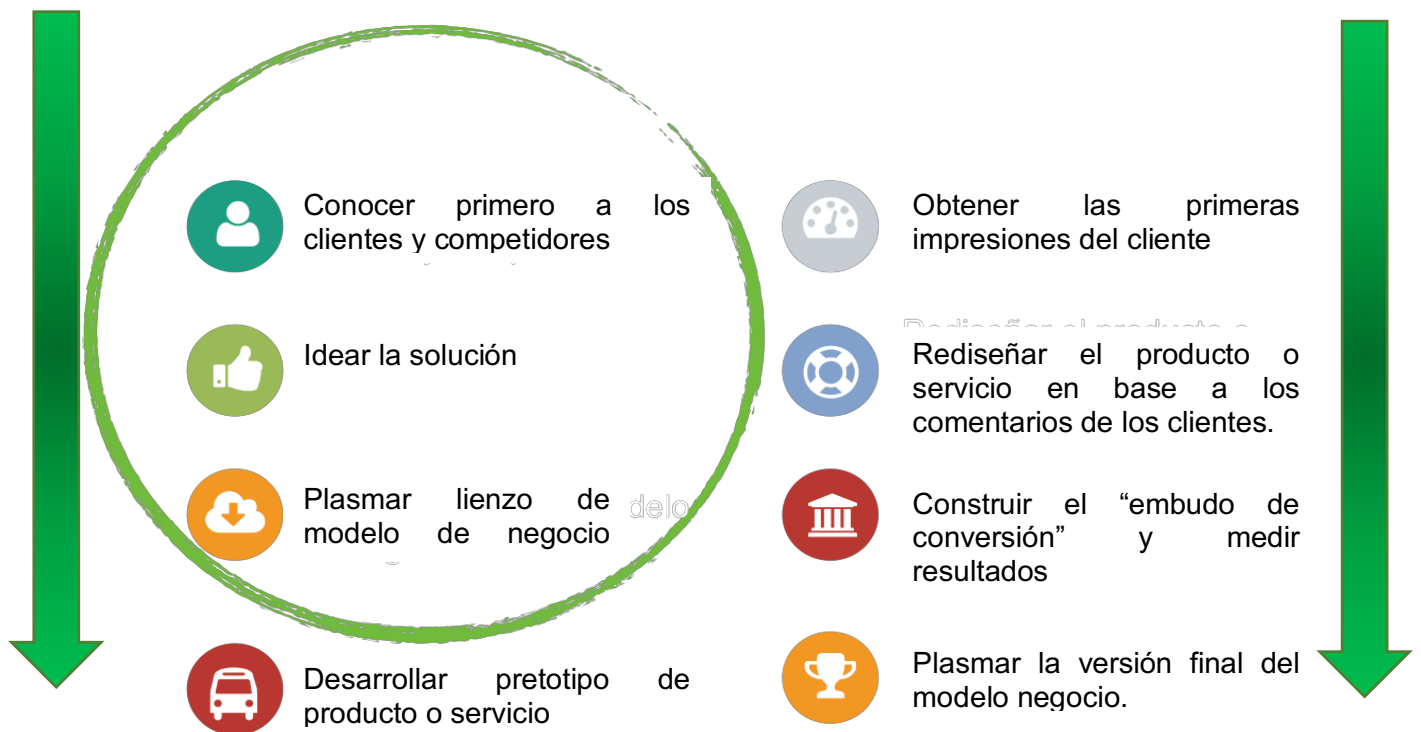 Conocer primero a los
clientes y competidores
Idear la solución
Plasmar lienzo de
modelo de negocio
Desarrollar pretotipo de
producto o servicio
Obtener las primeras
impresiones del cliente
Rediseñar el producto o
servicio en base a los
comentarios de los clientes.
Construir el “embudo de
conversión” y medir
resultados
Plasmar la versión final del
modelo negocio.